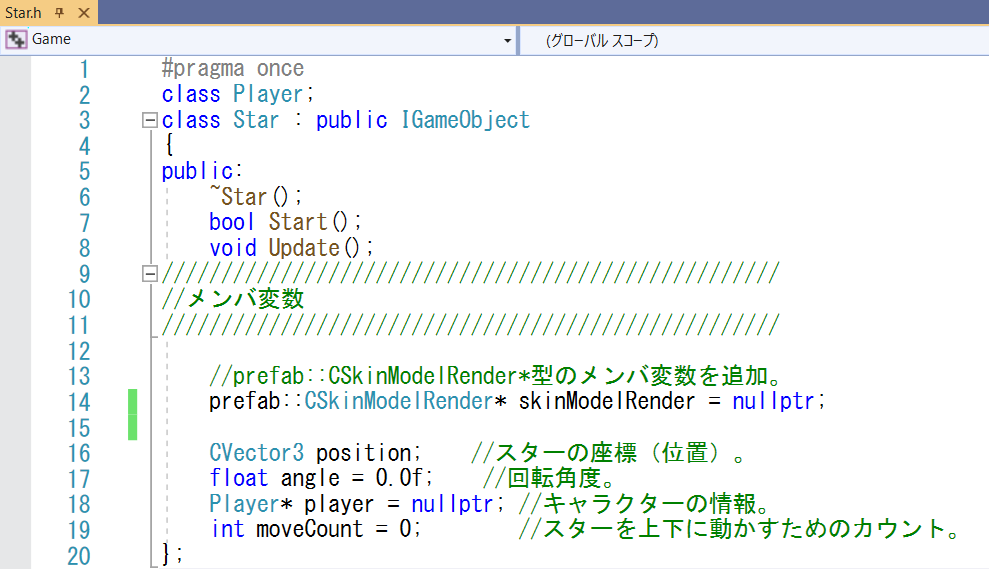 Star.h
Game
(グローバル スコープ)
1 #pragma once
2 class Player;
3 class Star : public IGameObject
4 {
5 public:
6     ~Star();
7     bool Start();
8     void Update();
9 ////////////////////////////////////////////////////
10 //メンバ変数
11 ////////////////////////////////////////////////////
12
13     //prefab::CSkinModelRender*型のメンバ変数を追加。
14     prefab::CSkinModelRender* skinModelRender = nullptr;
15
16     CVector3 position;    //スターの座標（位置）。
17     float angle = 0.0f;    //回転角度。
18     Player* player = nullptr; //キャラクターの情報。
19     int moveCount = 0;        //スターを上下に動かすためのカウント。
20 };